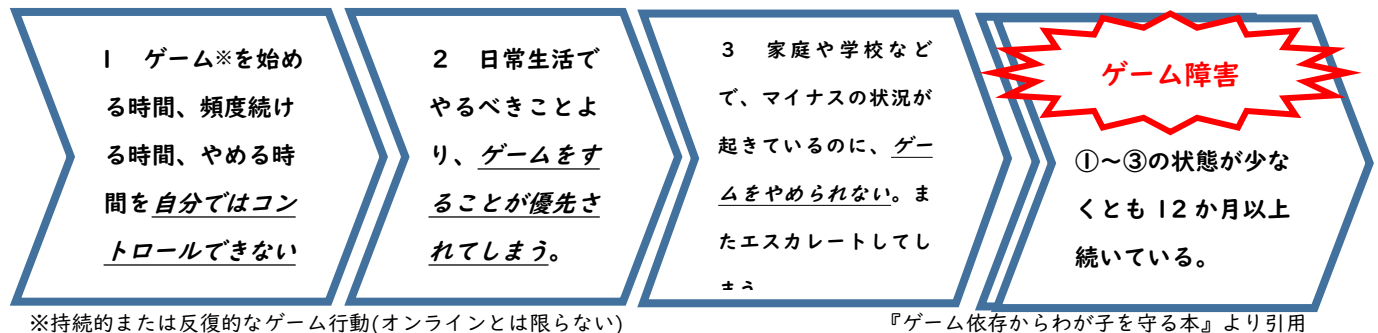 1 ゲーム※を始め
る時間、頻度続け
る時間、やめる時
間を自分ではコン
トロールできない
2 日常生活で
やるべきことよ
り、ゲームをす
ることが優先さ
れてしまう。
3 家庭や学校など
で、マイナスの状況が
起きているのに、ゲー
ムをやめられない。ま
たエスカレートしてし
まう
ゲーム障害
①～③の状態が少な
くとも12か月以上
続いている。
※持続的または反復的なゲーム行動(オンラインとは限らない)
『ゲーム依存からわが子を守る本』より引用